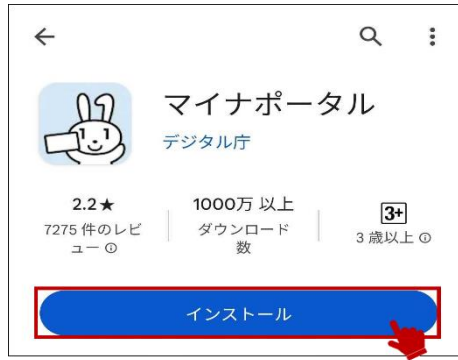 マイナポータル
デジタル庁
2.2★
7275 件のレビ
ュー ⓘ
1000万 以上
ダウンロード
数
3+
3 歳以上 ⓘ
インストール